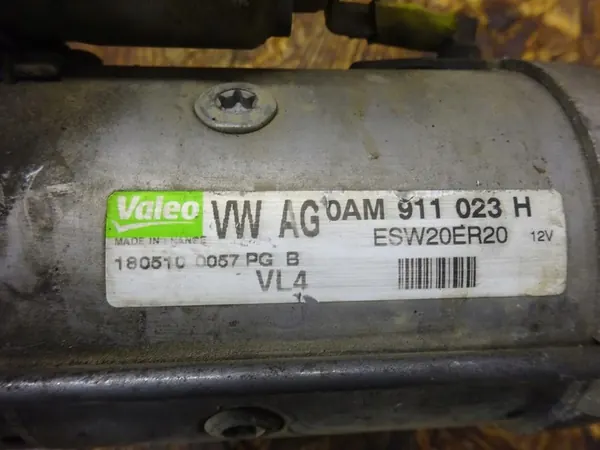 Valeo VW AG 0AM 911 023 H
MADE IN FRANCE ESW20ER20 12V
180510 0057 PG B
VL4